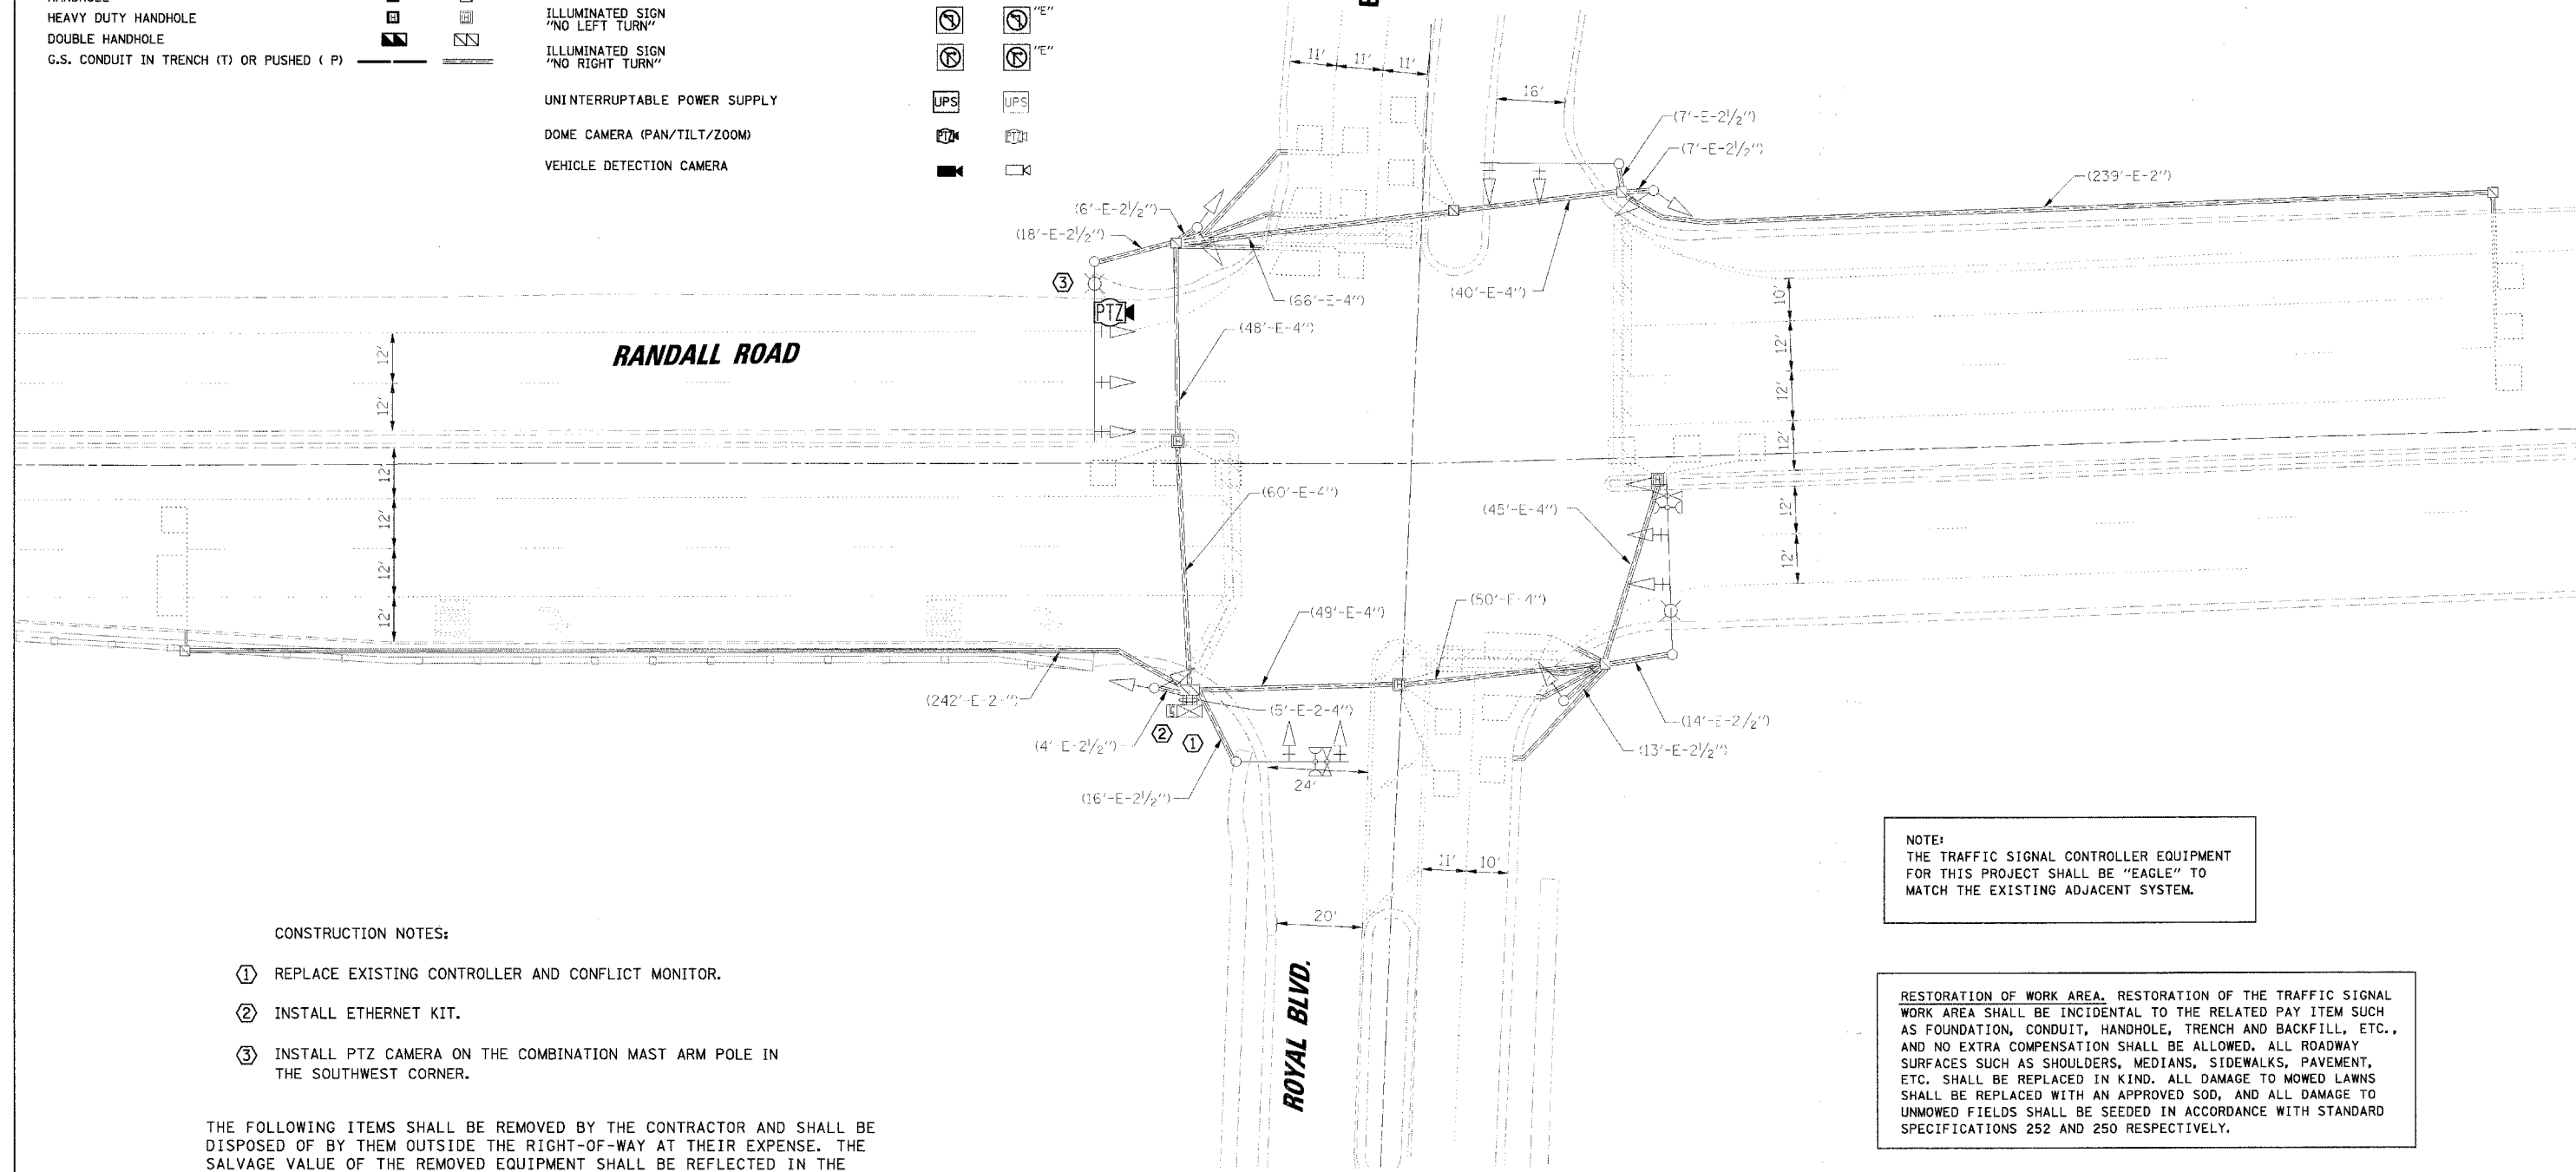 HEAVY DUTY HANDHOLE
DOUBLE HANDHOLE
G.S. CONDUIT IN TRENCH (T) OR PUSHED ( P)
ILLUMINATED SIGN
"NO LEFT TURN"
"E"
ILLUMINATED SIGN
"NO RIGHT TURN"
"E"
UNINTERRUPTABLE POWER SUPPLY
UPS
UPS
DOME CAMERA (PAN/TILT/ZOOM)
PTZ
PTZ
VEHICLE DETECTION CAMERA
11'
11'
11'
16'
(7'-E-2½")
(7'-E-2½")
(239'-E-2")
(6'-E-2½")
(18'-E-2½")
3
PTZ
(66'-E-4")
(40'-E-4")
(48'-E-4")
RANDALL ROAD
12'
12'
12'
12'
12'
12'
10'
12'
12'
12'
12'
12'
(60'-E-4")
(45'-E-4")
(49'-E-4")
(50'-E-4")
(242'-E-2-")
(5'-E-2-4")
(4'-E-2½")
2
1
(14'-E-2/2")
(13'-E-2½")
(16'-E-2½")
24'
11'
10'
20'
ROYAL BLVD.
CONSTRUCTION NOTES:
1 REPLACE EXISTING CONTROLLER AND CONFLICT MONITOR.
2 INSTALL ETHERNET KIT.
3 INSTALL PTZ CAMERA ON THE COMBINATION MAST ARM POLE IN
THE SOUTHWEST CORNER.
THE FOLLOWING ITEMS SHALL BE REMOVED BY THE CONTRACTOR AND SHALL BE
DISPOSED OF BY THEM OUTSIDE THE RIGHT-OF-WAY AT THEIR EXPENSE. THE
SALVAGE VALUE OF THE REMOVED EQUIPMENT SHALL BE REFLECTED IN THE
NOTE:
THE TRAFFIC SIGNAL CONTROLLER EQUIPMENT
FOR THIS PROJECT SHALL BE "EAGLE" TO
MATCH THE EXISTING ADJACENT SYSTEM.
RESTORATION OF WORK AREA. RESTORATION OF THE TRAFFIC SIGNAL
WORK AREA SHALL BE INCIDENTAL TO THE RELATED PAY ITEM SUCH
AS FOUNDATION, CONDUIT, HANDHOLE, TRENCH AND BACKFILL, ETC.,
AND NO EXTRA COMPENSATION SHALL BE ALLOWED. ALL ROADWAY
SURFACES SUCH AS SHOULDERS, MEDIANS, SIDEWALKS, PAVEMENT,
ETC. SHALL BE REPLACED IN KIND. ALL DAMAGE TO MOWED LAWNS
SHALL BE REPLACED WITH AN APPROVED SOD, AND ALL DAMAGE TO
UNMOWED FIELDS SHALL BE SEEDED IN ACCORDANCE WITH STANDARD
SPECIFICATIONS 252 AND 250 RESPECTIVELY.